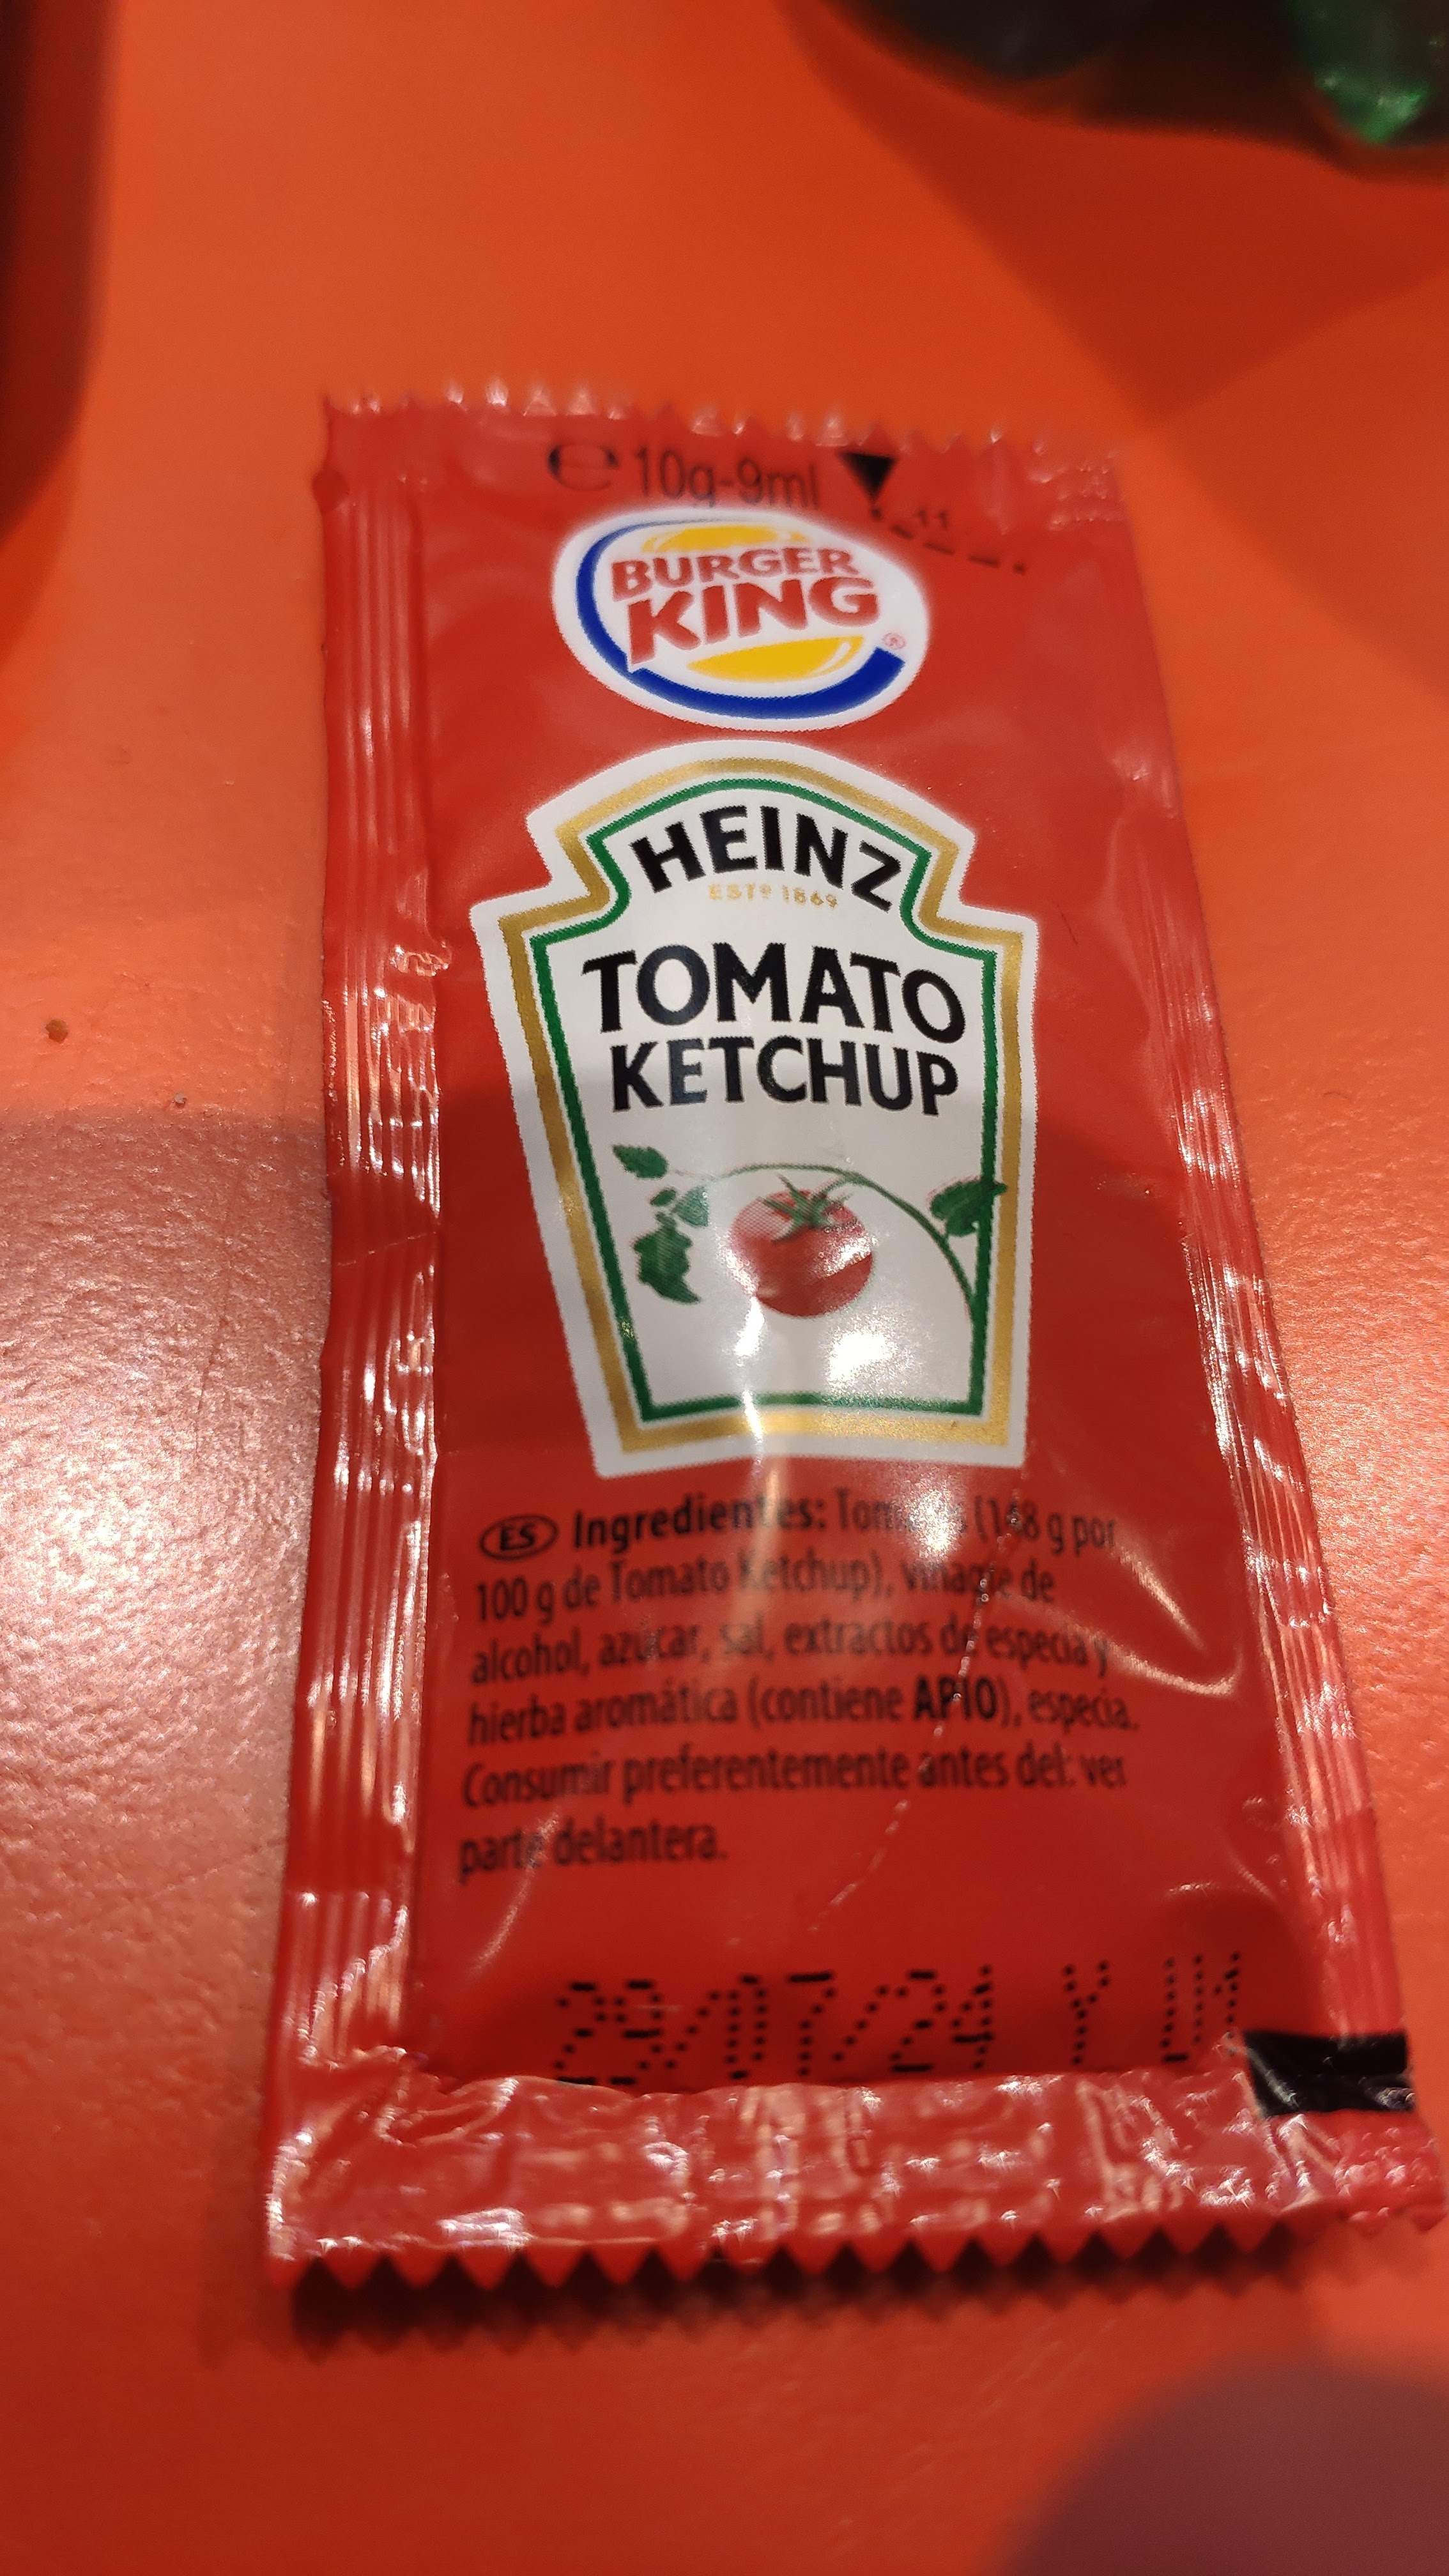 ℮ 10g-9ml
BURGER
KING
®
HEINZ
ESTᴰ 1869
TOMATO
KETCHUP
ES Ingredientes: Tomates (148 g por
100 g de Tomato Ketchup), vinagre de
alcohol, azúcar, sal, extractos de especia y
hierba aromática (contiene APIO), especia.
Consumir preferentemente antes del: ver
parte delantera.
29/07/24 Y